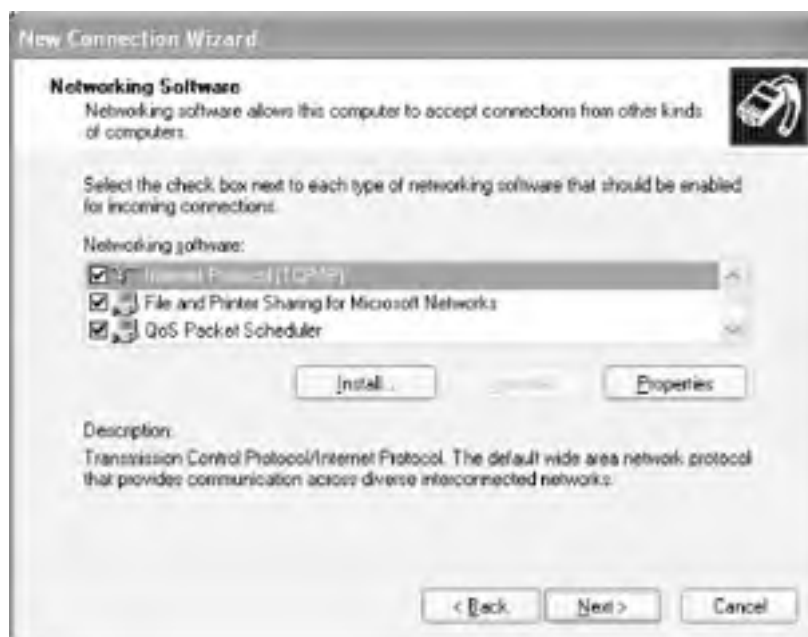 New Connection Wizard
Networking Software
Networking software allows this computer to accept connections from other kinds
of computers.
Select the check box next to each type of networking software that should be enabled
for incoming connections.
Networking software:
Internet Protocol (TCP/IP)
File and Printer Sharing for Microsoft Networks
QoS Packet Scheduler
Install...
Properties
Description:
Transmission Control Protocol/Internet Protocol. The default wide area network protocol
that provides communication across diverse interconnected networks.
< Back
Next >
Cancel